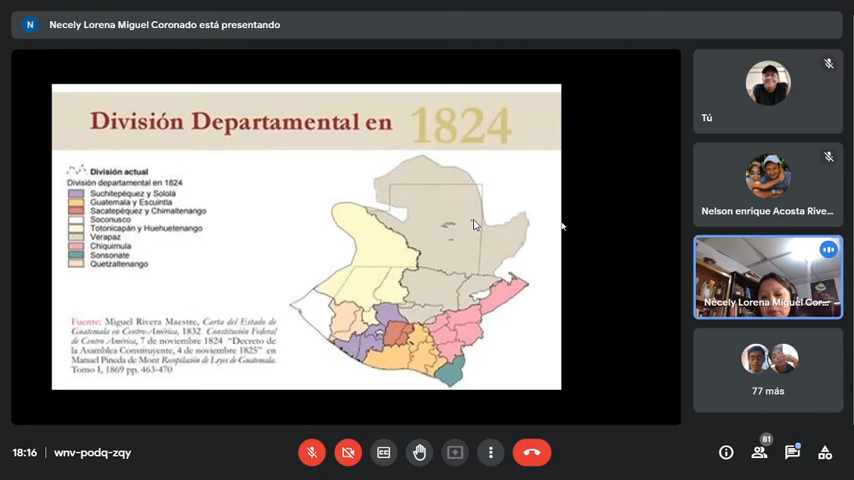 N Necely Lorena Miguel Coronado está presentando
División Departamental en 1824
División actual
División departamental en 1824
Suchitepéquez y Sololá
Guatemala y Escuintla
Sacatepéquez y Chimaltenango
Soconusco
Totonicapán y Huehuetenango
Verapaz
Chiquimula
Sonsonate
Quetzaltenango
Fuente: Miguel Rivera Maestre, Carta del Estado de
Guatemala en Centro-América, 1832 Constitución Federal
de Centro América, 7 de noviembre 1824 "Decreto de
la Asamblea Constituyente, 4 de noviembre 1825" en
Manuel Pineda de Mont Recopilación de Leyes de Guatemala.
Tomo I, 1869 pp. 463-470
Tú
Nelson enrique Acosta Rive...
Necely Lorena Miguel Cor...
77 más
18:16 wnv-podq-zqy
81